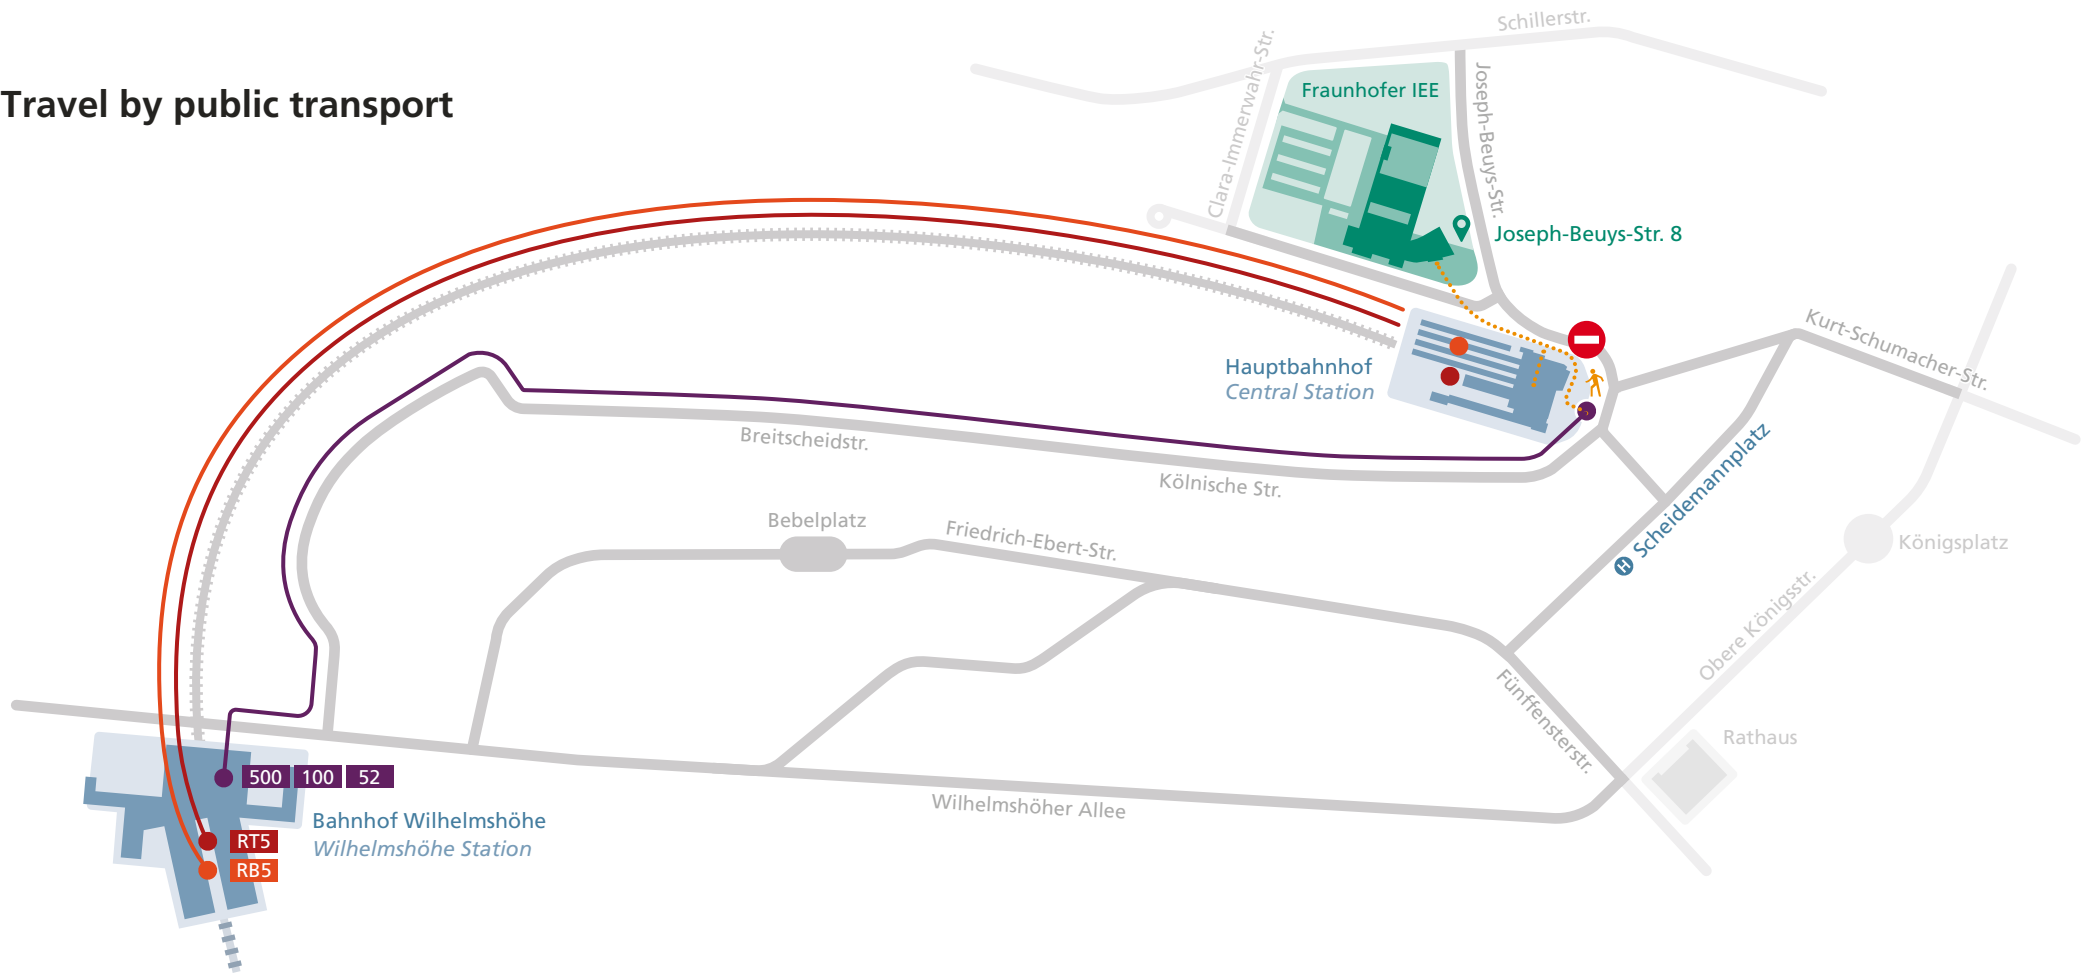 Travel by public transport
Schillerstr.
Clara-Immerwahr-Str.
Fraunhofer IEE
Joseph-Beuys-Str.
Joseph-Beuys-Str. 8
Kurt-Schumacher-Str.
Hauptbahnhof
Central Station
Breitscheidstr.
Kölnische Str.
H Scheidemannplatz
Bebelplatz
Friedrich-Ebert-Str.
Königsplatz
Obere Königsstr.
Fünffensterstr.
Rathaus
500 100 52
Wilhelmshöher Allee
Bahnhof Wilhelmshöhe
Wilhelmshöhe Station
RT5
RB5